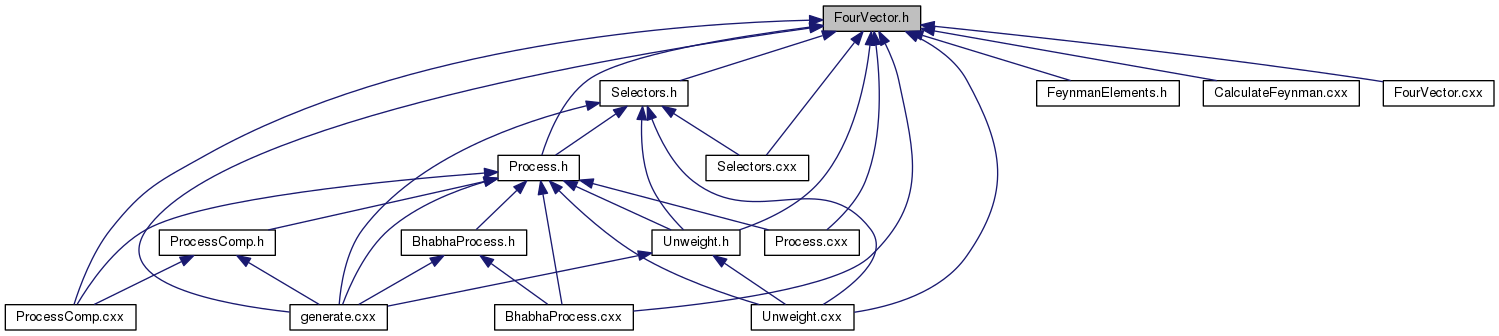 FourVector.h
Selectors.h
FeynmanElements.h
CalculateFeynman.cxx
FourVector.cxx
Process.h
Selectors.cxx
ProcessComp.h
BhabhaProcess.h
Unweight.h
Process.cxx
ProcessComp.cxx
generate.cxx
BhabhaProcess.cxx
Unweight.cxx